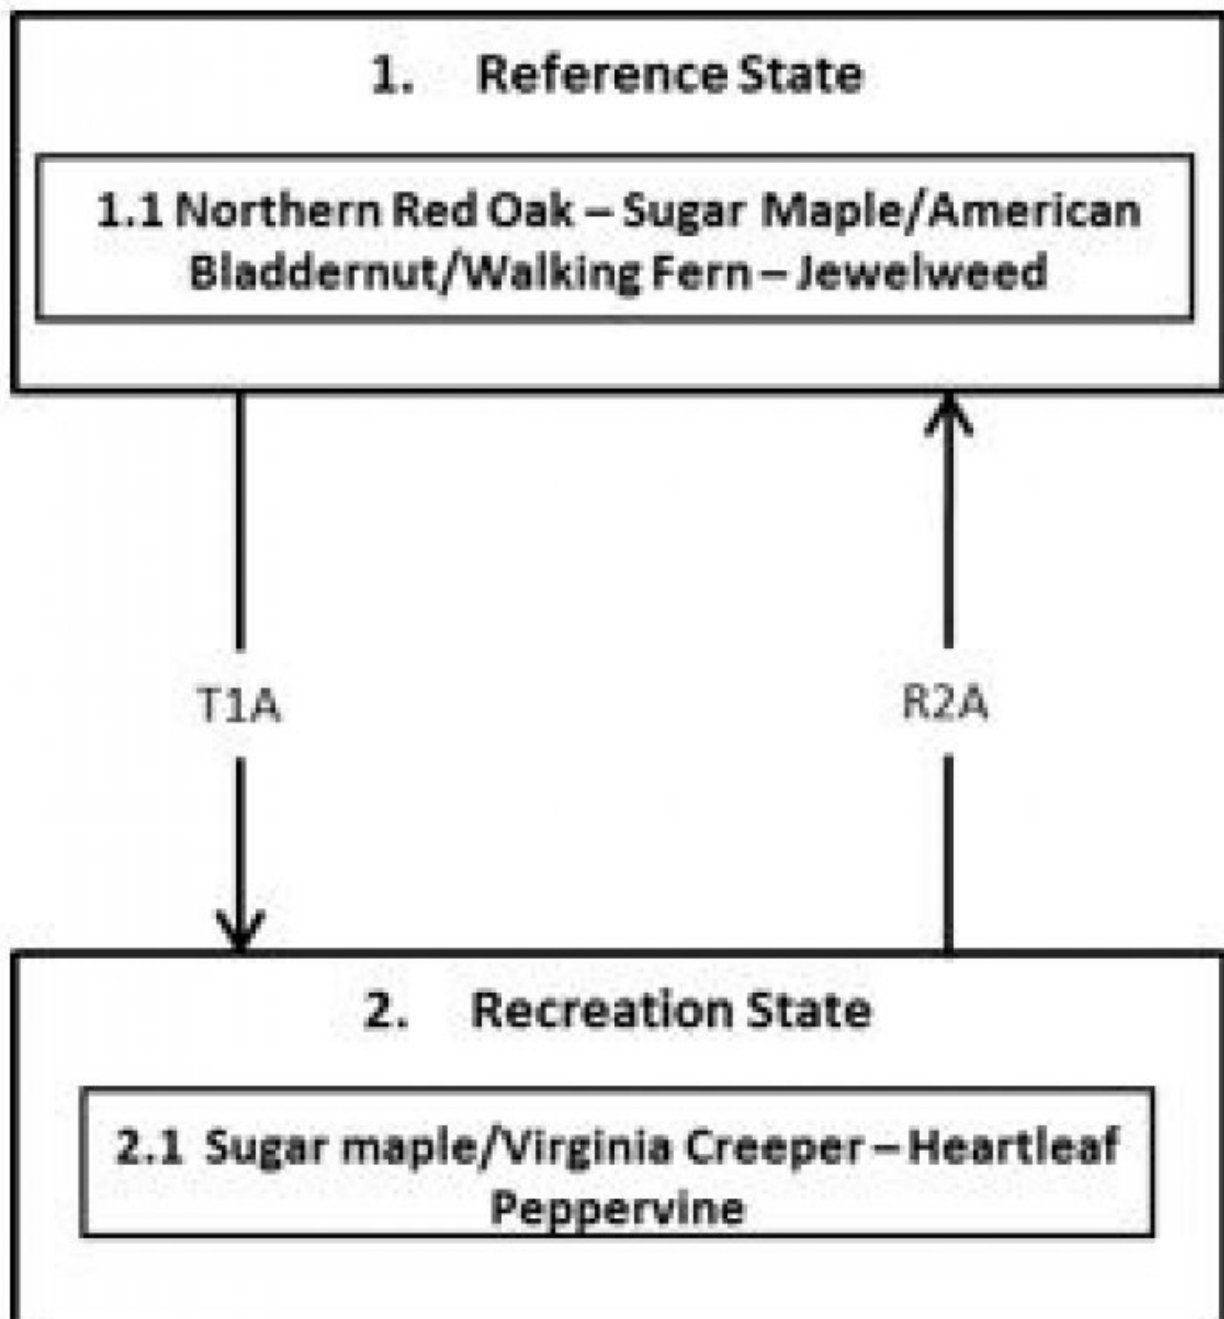 1. Reference State
1.1 Northern Red Oak – Sugar Maple/American
Bladdernut/Walking Fern – Jewelweed
T1A
R2A
2. Recreation State
2.1 Sugar maple/Virginia Creeper – Heartleaf
Peppervine